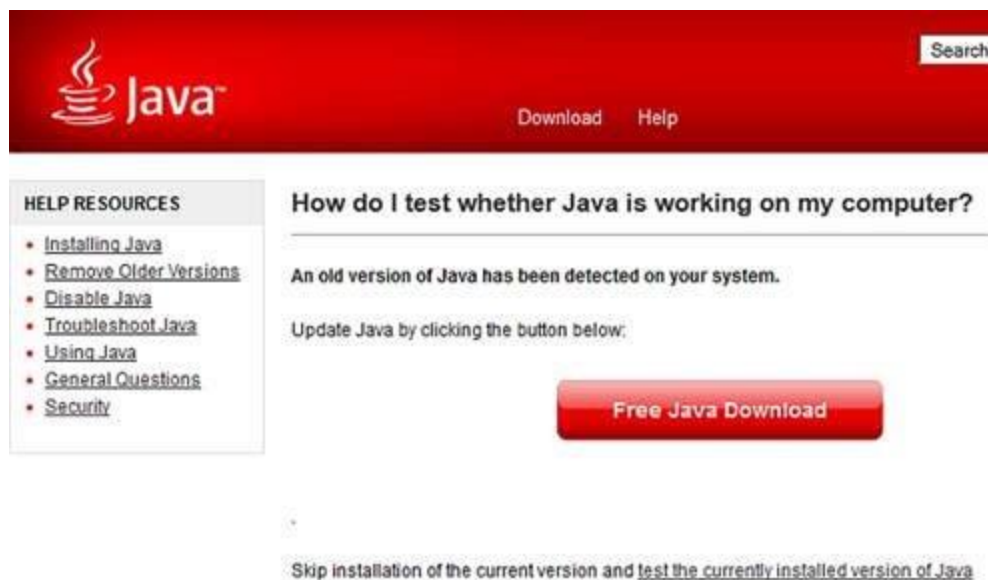 Search
Java™
Download Help
HELP RESOURCES
Installing Java
Remove Older Versions
Disable Java
Troubleshoot Java
Using Java
General Questions
Security
How do I test whether Java is working on my computer?
An old version of Java has been detected on your system.
Update Java by clicking the button below:
Free Java Download
.
Skip installation of the current version and test the currently installed version of Java